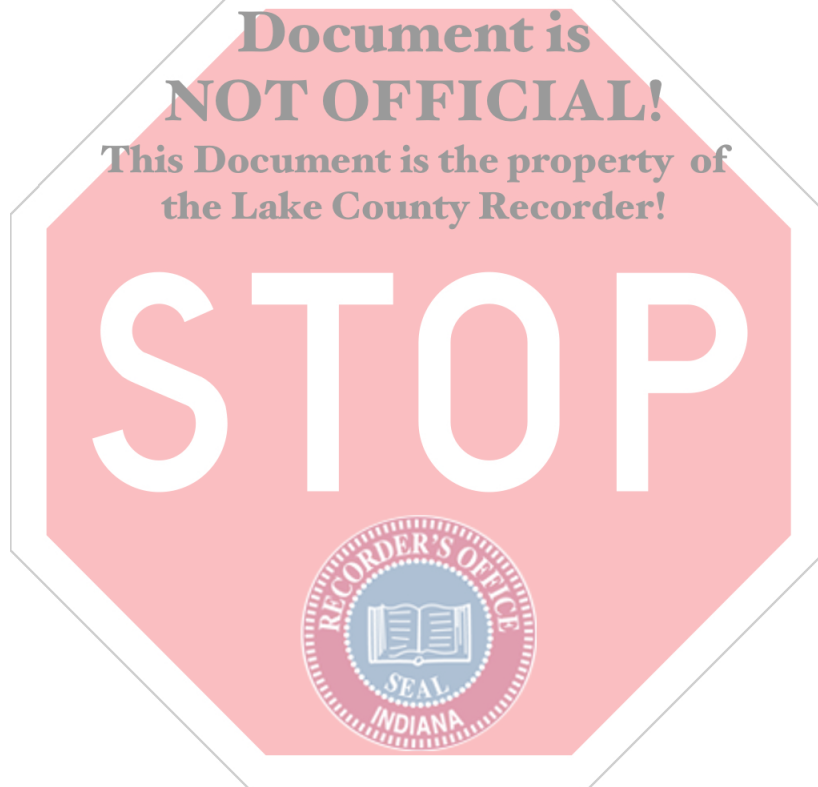 Document is
NOT OFFICIAL!
This Document is the property of
the Lake County Recorder!
STOP
RECORDER'S OFFICE
SEAL
INDIANA